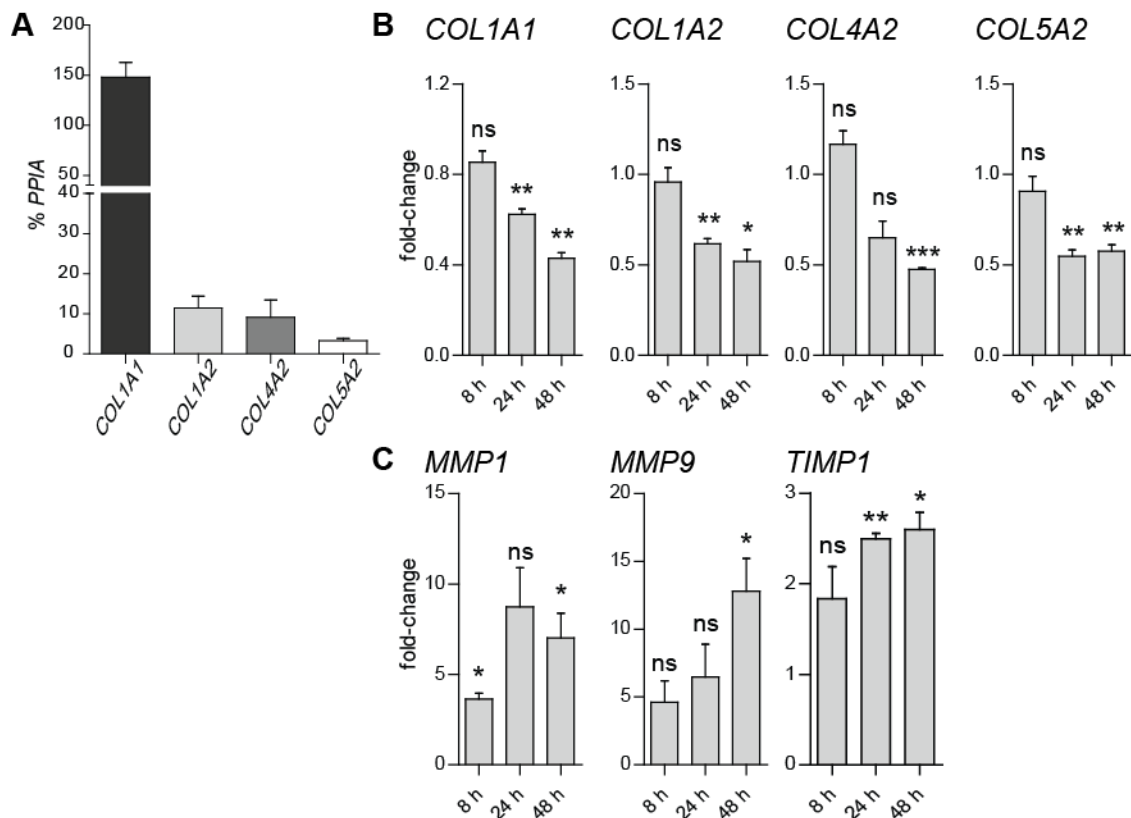 A
% PPIA
200
150
100
50
40
30
20
10
0
COL1A1
COL1A2
COL4A2
COL5A2
B
COL1A1
fold-change
1.2
0.8
0.4
0.0
ns
**
**
8 h
24 h
48 h
COL1A2
1.5
1.0
0.5
0.0
ns
**
*
8 h
24 h
48 h
COL4A2
1.5
1.0
0.5
0.0
ns
ns
***
8 h
24 h
48 h
COL5A2
1.5
1.0
0.5
0.0
ns
**
**
8 h
24 h
48 h
C
MMP1
fold-change
15
10
5
0
*
ns
*
8 h
24 h
48 h
MMP9
20
15
10
5
0
ns
ns
*
8 h
24 h
48 h
TIMP1
3
2
1
0
ns
**
*
8 h
24 h
48 h